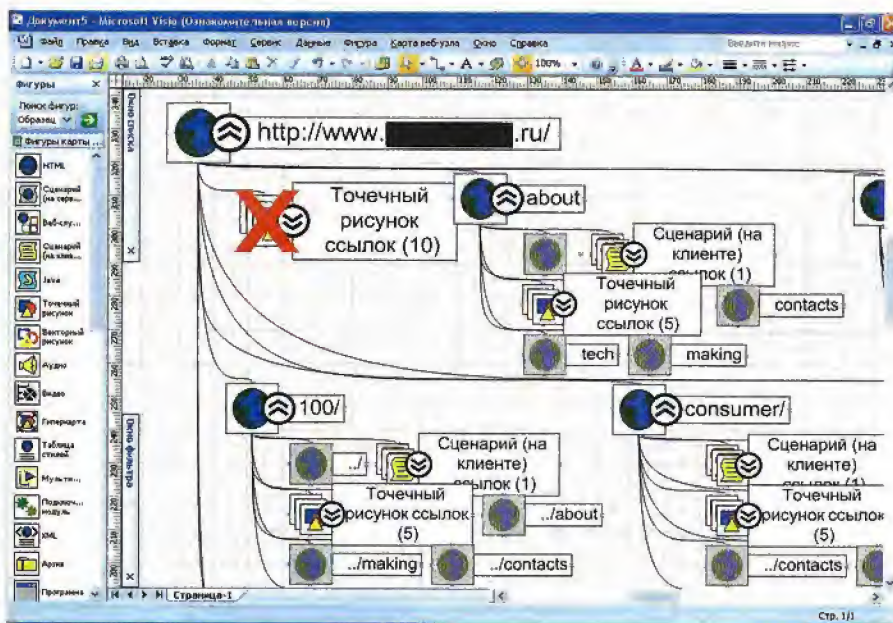 Документ5 - Microsoft Visio (Ознакомительная версия)
Файл Правка Вид Вставка Формат Сервис Данные Фигура Карта веб-узла Окно Справка
Введите вопрос
100%
Фигуры
Поиск фигур:
Образец
Фигуры карты ...
HTML
Сценарий (на серв...
Веб-слу...
Сценарий (на клие...
Java
Точечный рисунок
Векторный рисунок
Аудио
Видео
Гиперкарта
Таблица стилей
Мульти...
Подключ... модуль
XML
Архив
Программа
Окно списка
Окно фильтра
http://www. .ru/
Точечный
рисунок
ссылок (10)
about
Сценарий (на
клиенте)
ссылок (1)
Точечный
рисунок
ссылок (5)
contacts
tech
making
100/
../
Сценарий (на
клиенте)
ссылок (1)
Точечный
рисунок ссылок
(5)
../about
../making
../contacts
consumer/
Сценарий (на
клиенте)
ссылок (1)
Точечный
рисунок ссылок
(5)
../contacts
Страница-1
Стр. 1/1